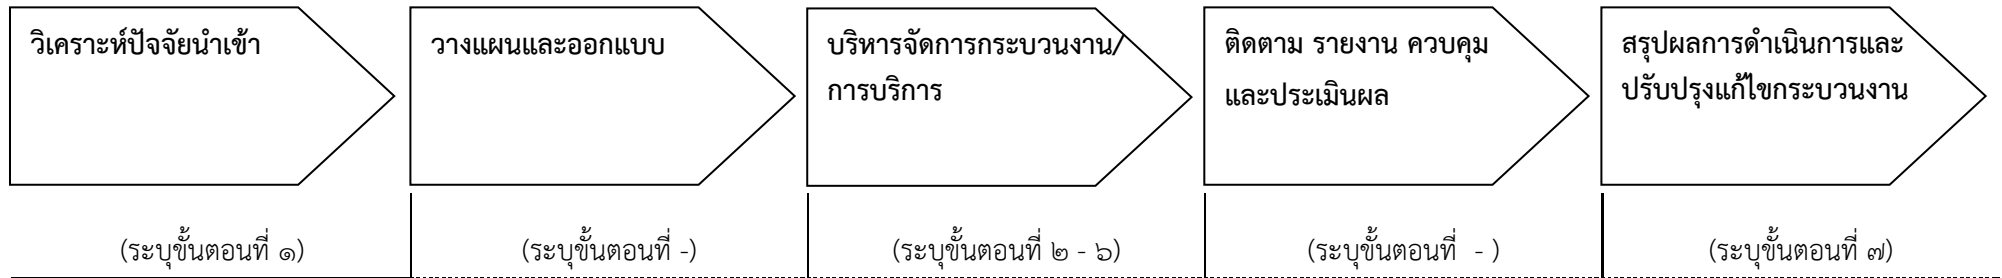 วิเคราะห์ปัจจัยนำเข้า
วางแผนและออกแบบ
บริหารจัดการกระบวนงาน/
การบริการ
ติดตาม รายงาน ควบคุม
และประเมินผล
สรุปผลการดำเนินการและ
ปรับปรุงแก้ไขกระบวนงาน
(ระบุขั้นตอนที่ ๑)
(ระบุขั้นตอนที่ -)
(ระบุขั้นตอนที่ ๒ - ๖)
(ระบุขั้นตอนที่ - )
(ระบุขั้นตอนที่ ๗)